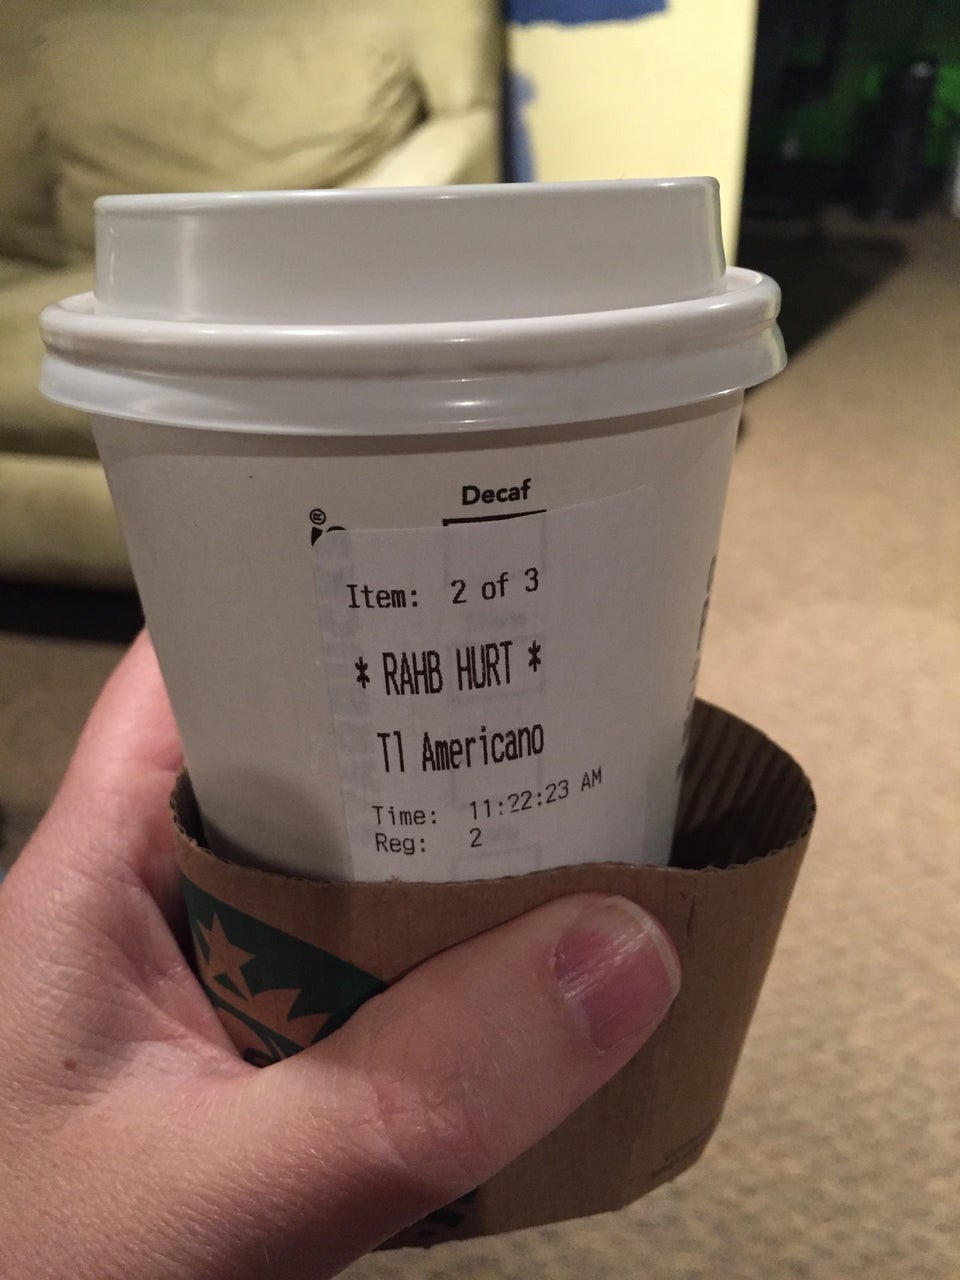 Decaf
Item: 2 of 3
* RAHB HURT *
Tl Americano
Time: 11:22:23 AM
Reg: 2